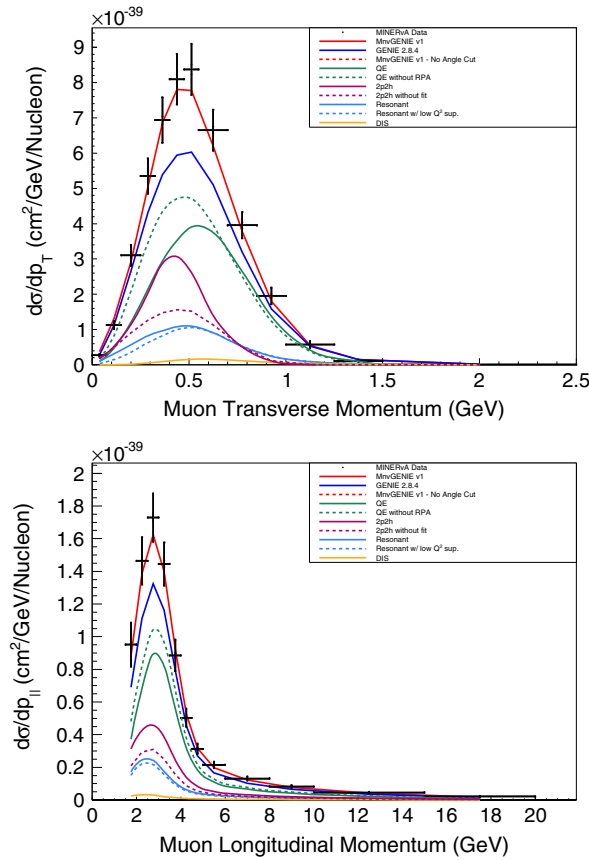 ×10⁻³⁹
dσ/dp_T (cm²/GeV/Nucleon)
9
8
7
6
5
4
3
2
1
0
0 0.5 1 1.5 2 2.5
Muon Transverse Momentum (GeV)
MINERvA Data
MnvGENIE v1
GENIE 2.8.4
MnvGENIE v1 - No Angle Cut
QE
QE without RPA
2p2h
2p2h without fit
Resonant
Resonant w/ low Q² sup.
DIS
×10⁻³⁹
dσ/dp_|| (cm²/GeV/Nucleon)
2
1.8
1.6
1.4
1.2
1
0.8
0.6
0.4
0.2
0
0 2 4 6 8 10 12 14 16 18 20
Muon Longitudinal Momentum (GeV)
MINERvA Data
MnvGENIE v1
GENIE 2.8.4
MnvGENIE v1 - No Angle Cut
QE
QE without RPA
2p2h
2p2h without fit
Resonant
Resonant w/ low Q² sup.
DIS